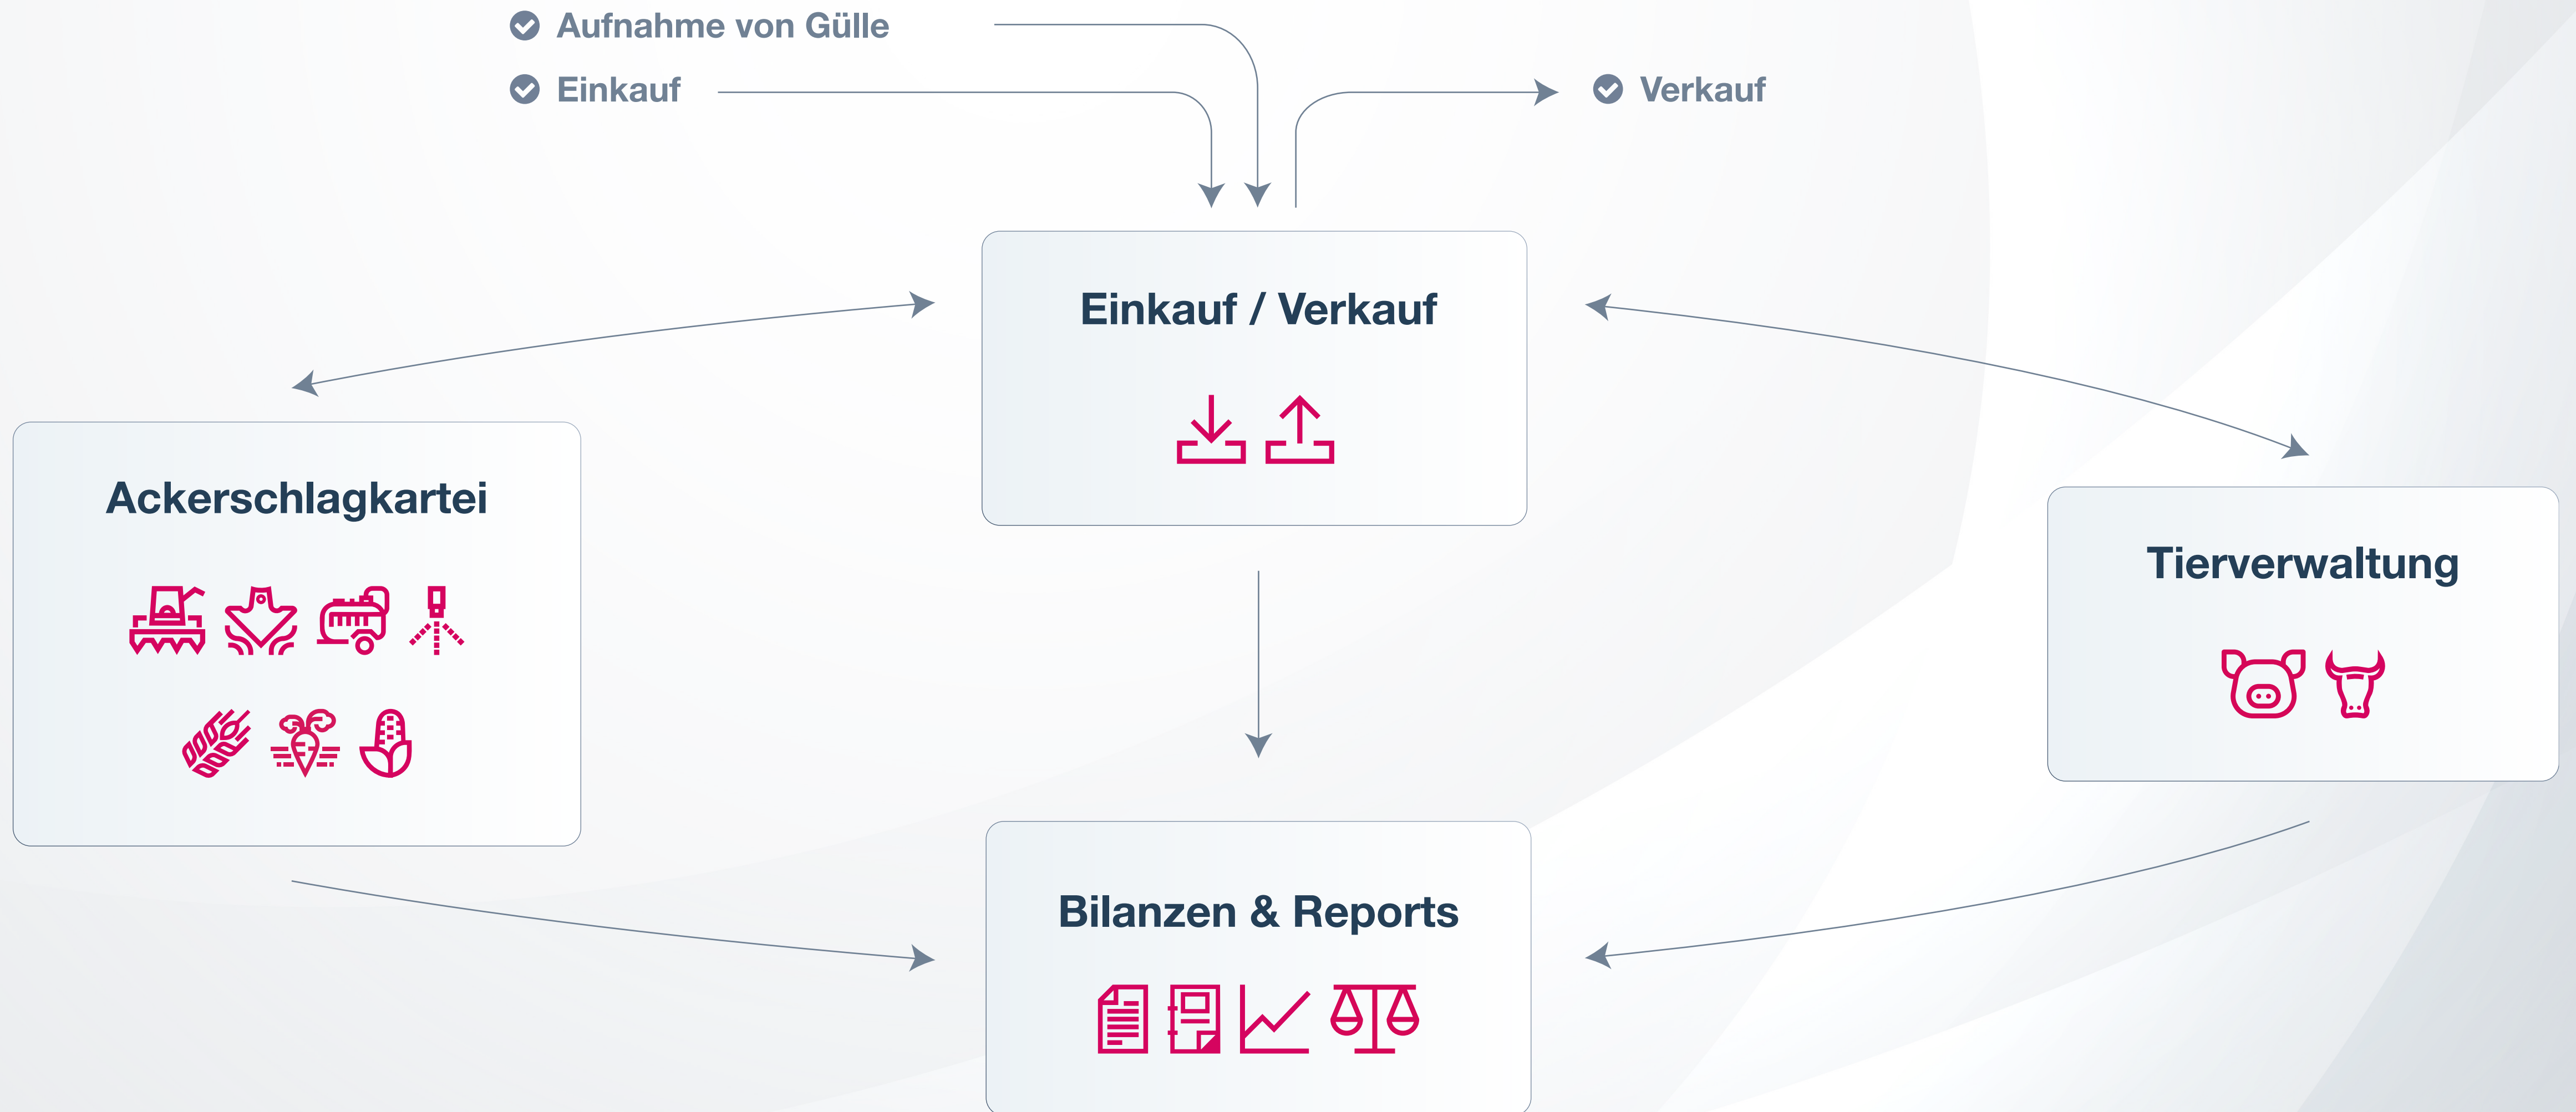 Aufnahme von Gülle
Einkauf
Verkauf
Einkauf / Verkauf
Ackerschlagkartei
Tierverwaltung
Bilanzen & Reports